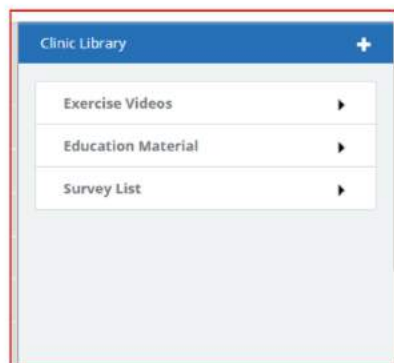 Clinic Library
Exercise Videos
Education Material
Survey List